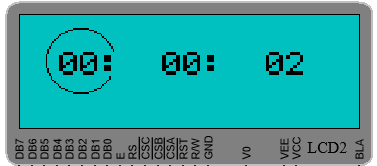 00: 00: 02
DB7 DB6 DB5 DB4 DB3 DB2 DB1 DB0 E RS CSC CSB CSA RST R/W GND V0 VEE VCC LCD2 BLA